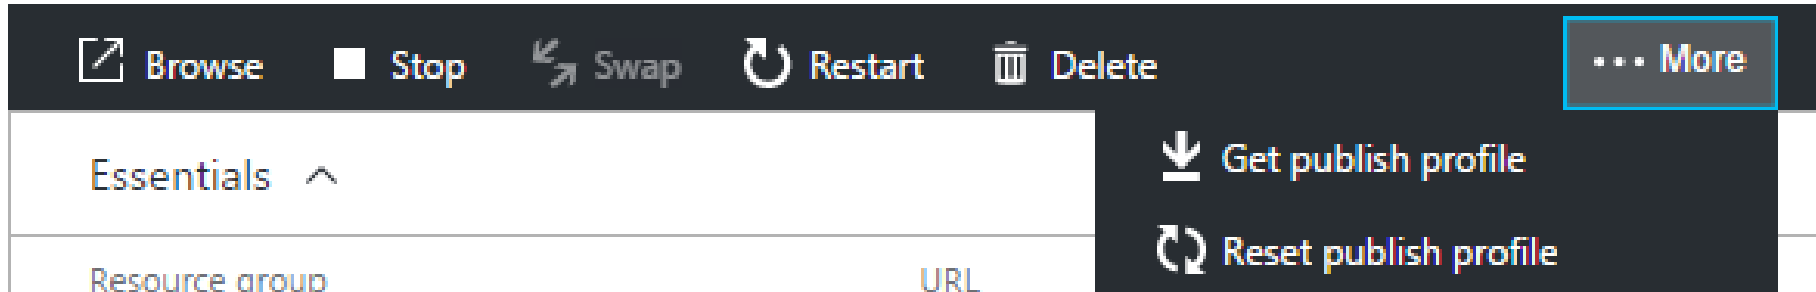 Browse Stop Swap Restart Delete ... More
Essentials
Get publish profile
Reset publish profile
Resource group URL